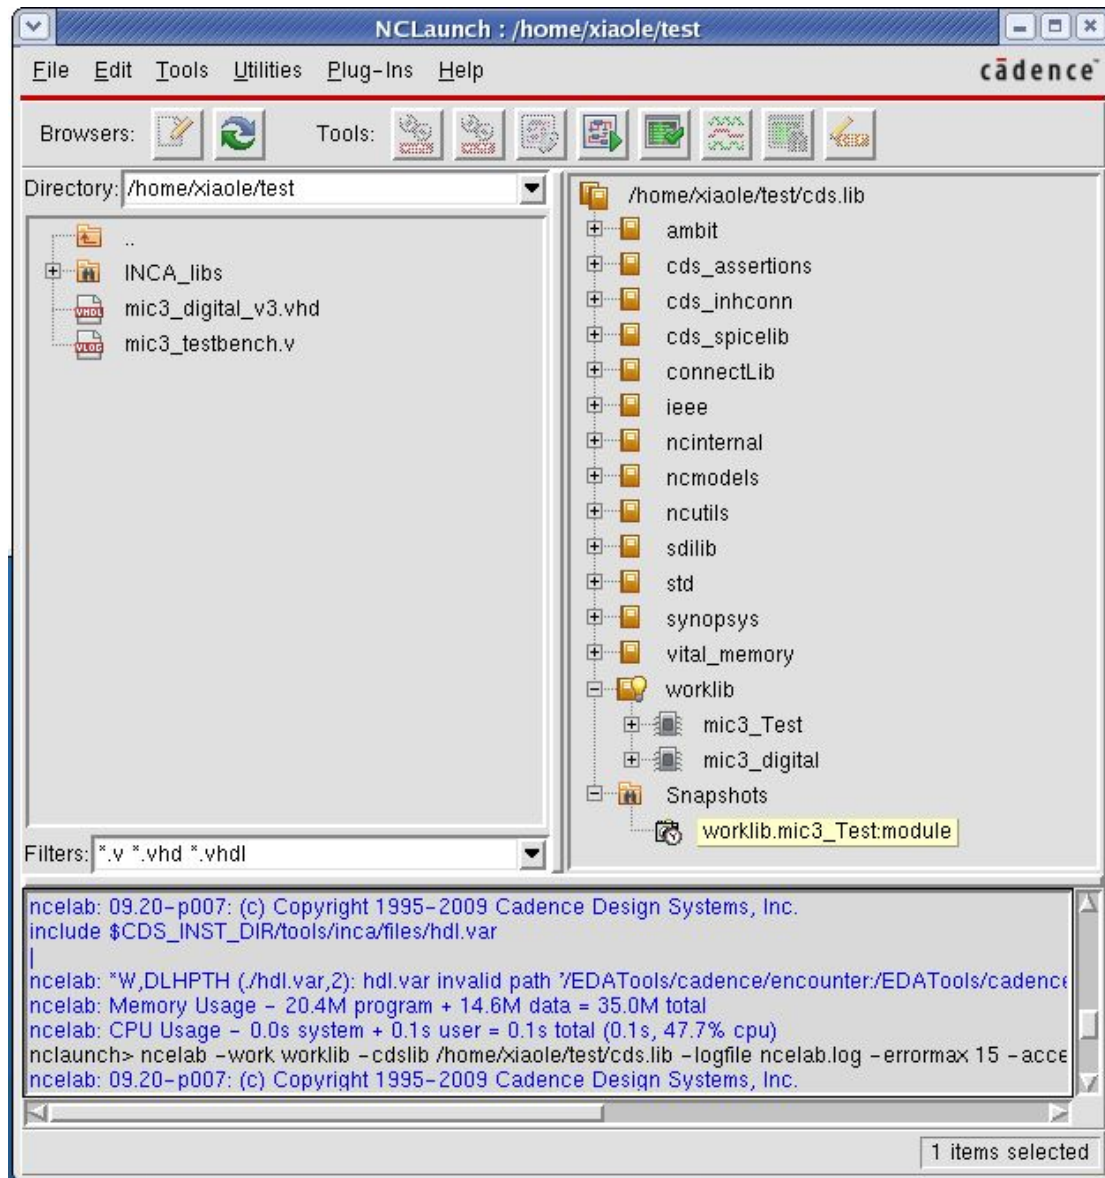 NCLaunch : /home/xiaole/test
File Edit Tools Utilities Plug-Ins Help
cādence
Browsers: Tools:
Directory: /home/xiaole/test
..
INCA_libs
VHDL mic3_digital_v3.vhd
VLOG mic3_testbench.v
Filters: *.v *.vhd *.vhdl
/home/xiaole/test/cds.lib
ambit
cds_assertions
cds_inhconn
cds_spicelib
connectLib
ieee
ncinternal
ncmodels
ncutils
sdilib
std
synopsys
vital_memory
worklib
mic3_Test
mic3_digital
Snapshots
worklib.mic3_Test:module
ncelab: 09.20-p007: (c) Copyright 1995-2009 Cadence Design Systems, Inc.
include $CDS_INST_DIR/tools/inca/files/hdl.var
|
ncelab: *W,DLHPTH (./hdl.var,2): hdl.var invalid path '/EDATools/cadence/encounter:/EDATools/cadence
ncelab: Memory Usage - 20.4M program + 14.6M data = 35.0M total
ncelab: CPU Usage - 0.0s system + 0.1s user = 0.1s total (0.1s, 47.7% cpu)
nclaunch> ncelab -work worklib -cdslib /home/xiaole/test/cds.lib -logfile ncelab.log -errormax 15 -acce
ncelab: 09.20-p007: (c) Copyright 1995-2009 Cadence Design Systems, Inc.
1 items selected